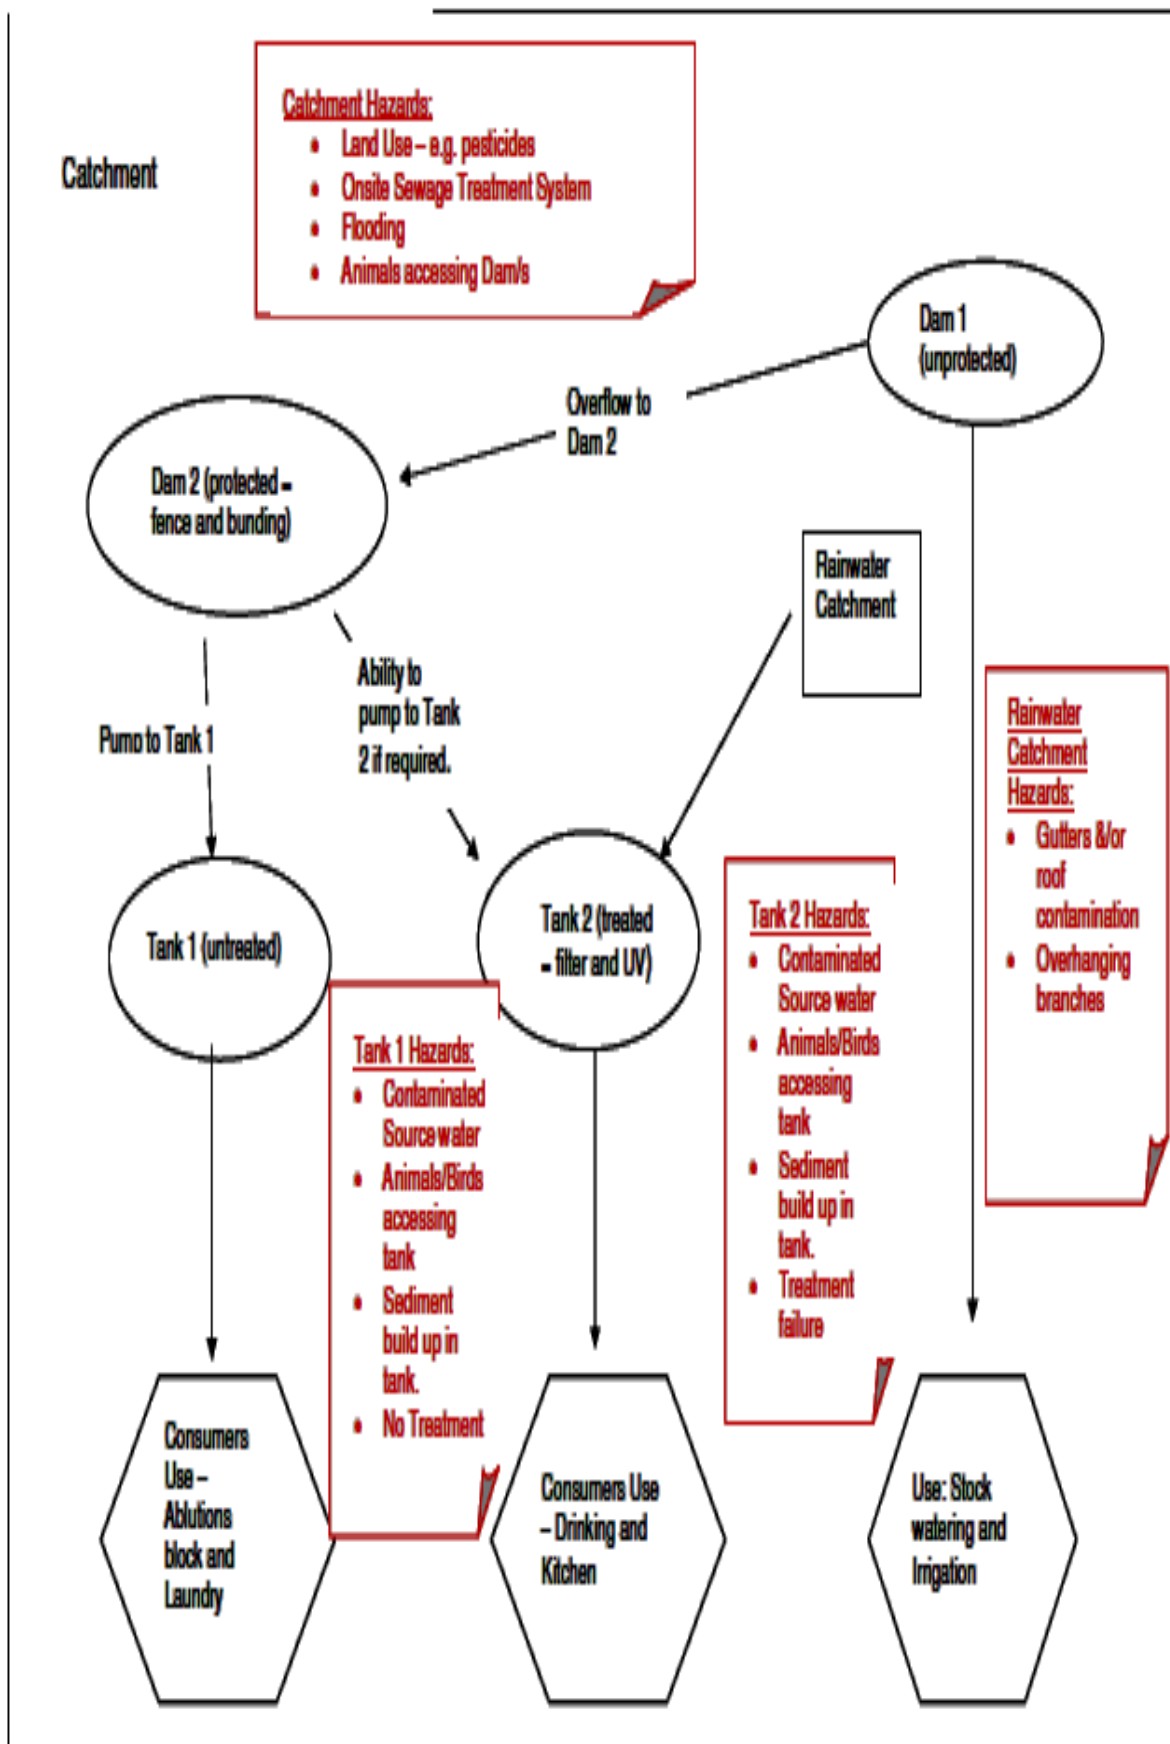 Catchment Hazards:
• Land Use – e.g. pesticides
• Onsite Sewage Treatment System
• Flooding
• Animals accessing Dam/s
Catchment
Dam 1
(unprotected)
Overflow to
Dam 2
Dam 2 (protected –
fence and bunding)
Rainwater
Catchment
Ability to
pump to Tank
2 if required.
Pump to Tank 1
Rainwater
Catchment
Hazards:
• Gutters &/or
roof
contamination
• Overhanging
branches
Tank 1 (untreated)
Tank 2 (treated
– filter and UV)
Tank 2 Hazards:
• Contaminated
Source water
• Animals/Birds
accessing
tank
• Sediment
build up in
tank.
• Treatment
failure
Tank 1 Hazards:
• Contaminated
Source water
• Animals/Birds
accessing
tank
• Sediment
build up in
tank.
• No Treatment
Consumers
Use –
Ablutions
block and
Laundry
Consumers Use
– Drinking and
Kitchen
Use: Stock
watering and
Irrigation